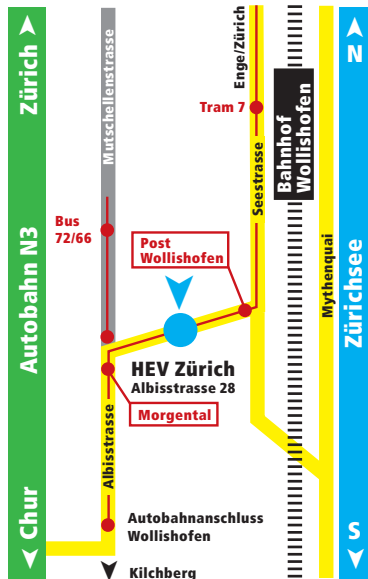 Zürich
Autobahn N3
Chur
Mutschellenstrasse
Enge/Zürich
Tram 7
Seestrasse
Bahnhof
Wollishofen
N
Zürichsee
S
Mythenquai
Bus
72/66
Post
Wollishofen
HEV Zürich
Albisstrasse 28
Morgental
Albisstrasse
Autobahnanschluss
Wollishofen
Kilchberg